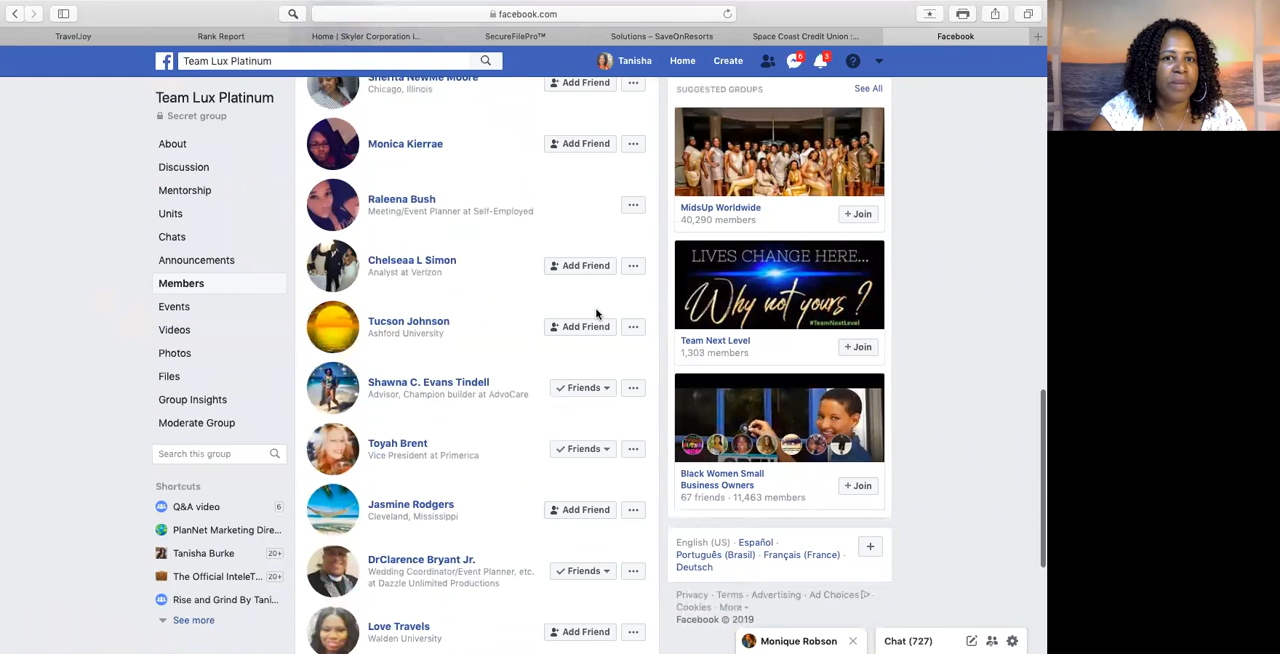 facebook.com
TravelJoy
Rank Report
Home | Skyler Corporation I...
SecureFilePro™
Solutions – SaveOnResorts
Space Coast Credit Union :...
Facebook
Team Lux Platinum
Tanisha
Home
Create
6
3
Team Lux Platinum
Secret group
About
Discussion
Mentorship
Units
Chats
Announcements
Members
Events
Videos
Photos
Files
Group Insights
Moderate Group
Search this group
Shortcuts
Q&A video 6
PlanNet Marketing Dire...
Tanisha Burke 20+
The Official InteleT... 20+
Rise and Grind By Tani...
See more
Sherita NewMe Moore
Chicago, Illinois
Add Friend
Monica Kierrae
Add Friend
Raleena Bush
Meeting/Event Planner at Self-Employed
Chelseaa L Simon
Analyst at Verizon
Add Friend
Tucson Johnson
Ashford University
Add Friend
Shawna C. Evans Tindell
Advisor, Champion builder at AdvoCare
Friends
Toyah Brent
Vice President at Primerica
Friends
Jasmine Rodgers
Cleveland, Mississippi
Add Friend
DrClarence Bryant Jr.
Wedding Coordinator/Event Planner, etc.
at Dazzle Unlimited Productions
Friends
Love Travels
Walden University
Add Friend
SUGGESTED GROUPS
See All
MidsUp Worldwide
40,290 members
+ Join
LIVES CHANGE HERE...
Why not yours?
#TeamNextLevel
Team Next Level
1,303 members
+ Join
Black Women Small
Business Owners
67 friends · 11,463 members
+ Join
English (US) · Español ·
Português (Brasil) · Français (France) ·
Deutsch
Privacy · Terms · Advertising · Ad Choices ·
Cookies · More
Facebook © 2019
Monique Robson
Chat (727)